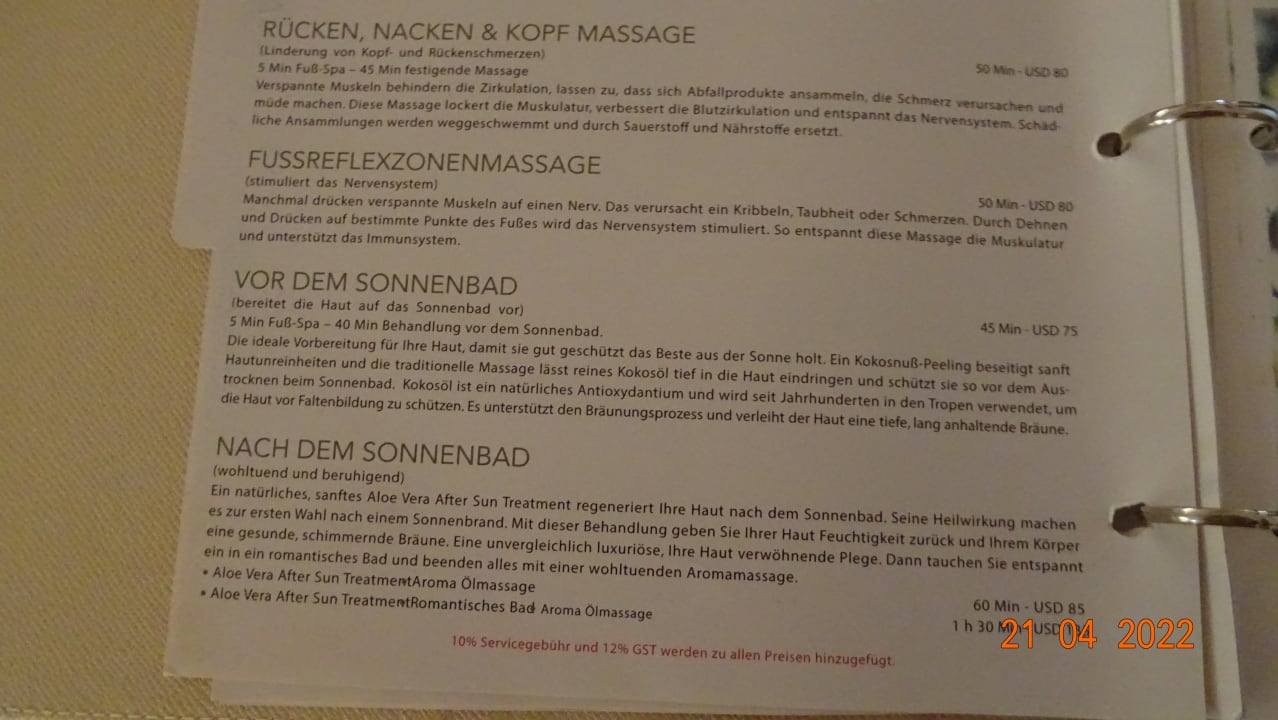 RÜCKEN, NACKEN & KOPF MASSAGE
(Linderung von Kopf- und Rückenschmerzen)
5 Min Fuß-Spa – 45 Min festigende Massage 50 Min - USD 80
Verspannte Muskeln behindern die Zirkulation, lassen zu, dass sich Abfallprodukte ansammeln, die Schmerz verursachen und
müde machen. Diese Massage lockert die Muskulatur, verbessert die Blutzirkulation und entspannt das Nervensystem. Schäd-
liche Ansammlungen werden weggeschwemmt und durch Sauerstoff und Nährstoffe ersetzt.
FUSSREFLEXZONENMASSAGE
(stimuliert das Nervensystem) 50 Min - USD 80
Manchmal drücken verspannte Muskeln auf einen Nerv. Das verursacht ein Kribbeln, Taubheit oder Schmerzen. Durch Dehnen
und Drücken auf bestimmte Punkte des Fußes wird das Nervensystem stimuliert. So entspannt diese Massage die Muskulatur
und unterstützt das Immunsystem.
VOR DEM SONNENBAD
(bereitet die Haut auf das Sonnenbad vor)
5 Min Fuß-Spa – 40 Min Behandlung vor dem Sonnenbad. 45 Min - USD 75
Die ideale Vorbereitung für Ihre Haut, damit sie gut geschützt das Beste aus der Sonne holt. Ein Kokosnuß-Peeling beseitigt sanft
Hautunreinheiten und die traditionelle Massage lässt reines Kokosöl tief in die Haut eindringen und schützt sie so vor dem Aus-
trocknen beim Sonnenbad. Kokosöl ist ein natürliches Antioxydantium und wird seit Jahrhunderten in den Tropen verwendet, um
die Haut vor Faltenbildung zu schützen. Es unterstützt den Bräunungsprozess und verleiht der Haut eine tiefe, lang anhaltende Bräune.
NACH DEM SONNENBAD
(wohltuend und beruhigend)
Ein natürliches, sanftes Aloe Vera After Sun Treatment regeneriert Ihre Haut nach dem Sonnenbad. Seine Heilwirkung machen
es zur ersten Wahl nach einem Sonnenbrand. Mit dieser Behandlung geben Sie Ihrer Haut Feuchtigkeit zurück und Ihrem Körper
eine gesunde, schimmernde Bräune. Eine unvergleichlich luxuriöse, Ihre Haut verwöhnende Plege. Dann tauchen Sie entspannt
ein in ein romantisches Bad und beenden alles mit einer wohltuenden Aromamassage.
• Aloe Vera After Sun Treatment Aroma Ölmassage 60 Min - USD 85
• Aloe Vera After Sun Treatment Romantisches Bad Aroma Ölmassage 1 h 30 Min USD
10% Servicegebühr und 12% GST werden zu allen Preisen hinzugefügt.
21 04 2022